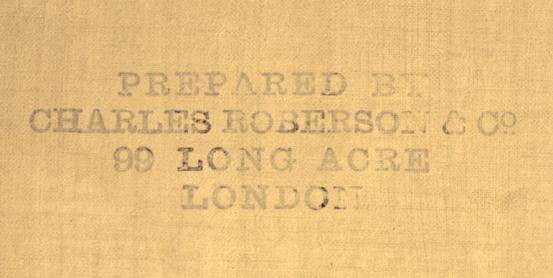 PREPARED BY
CHARLES ROBERSON & Cº
99 LONG ACRE
LONDON